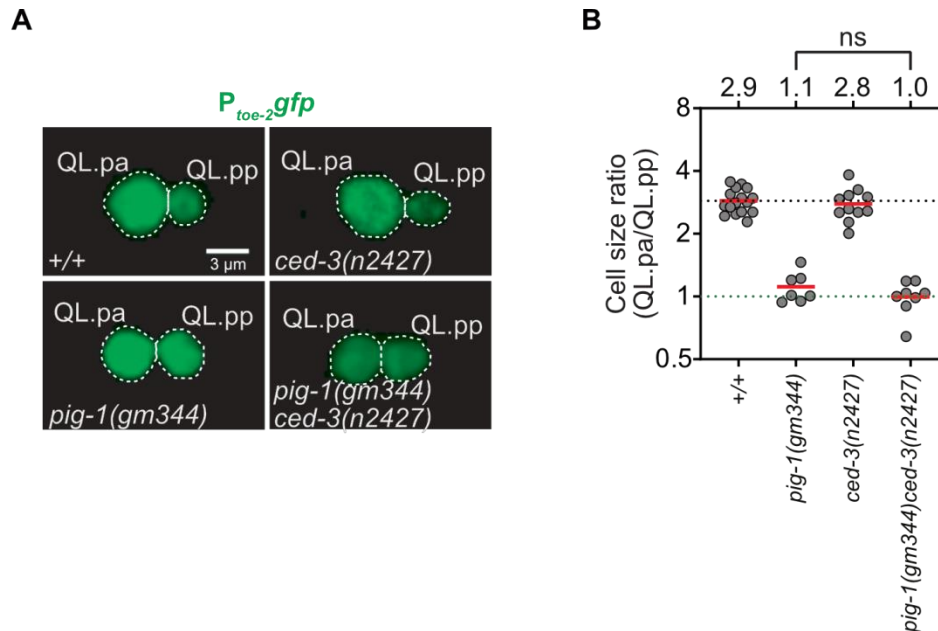 A
P toe-2 gfp
QL.pa
QL.pp
+/+
3 μm
QL.pa
QL.pp
ced-3(n2427)
QL.pa
QL.pp
pig-1(gm344)
QL.pa
QL.pp
pig-1(gm344)
ced-3(n2427)
B
ns
2.9 1.1 2.8 1.0
Cell size ratio
(QL.pa/QL.pp)
8
4
2
1
0.5
+/+
pig-1(gm344)
ced-3(n2427)
pig-1(gm344)ced-3(n2427)